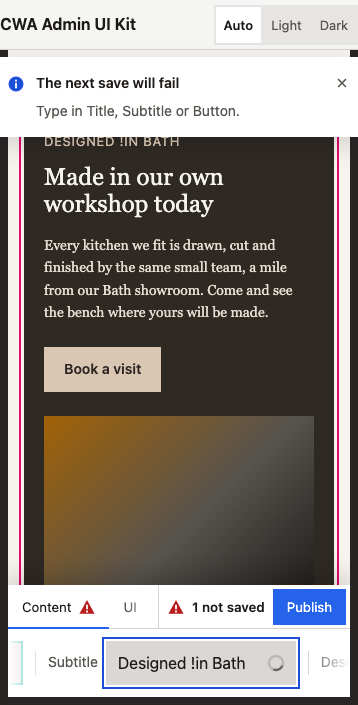 CWA Admin UI Kit
Auto Light Dark
The next save will fail
Type in Title, Subtitle or Button.
DESIGNED !IN BATH
Made in our own
workshop today
Every kitchen we fit is drawn, cut and
finished by the same small team, a mile
from our Bath showroom. Come and see
the bench where yours will be made.
Book a visit
Content UI 1 not saved Publish
Subtitle Designed !in Bath